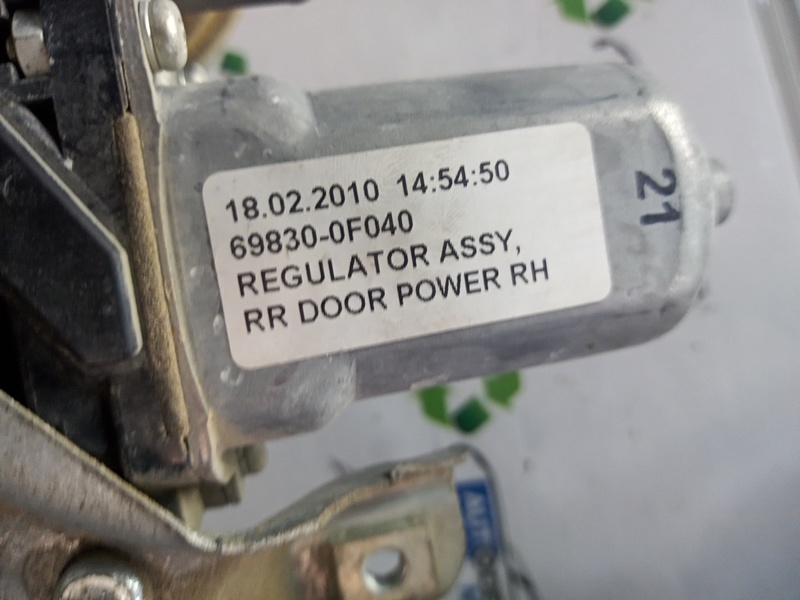 18.02.2010 14:54:50
69830-0F040
REGULATOR ASSY,
RR DOOR POWER RH
21